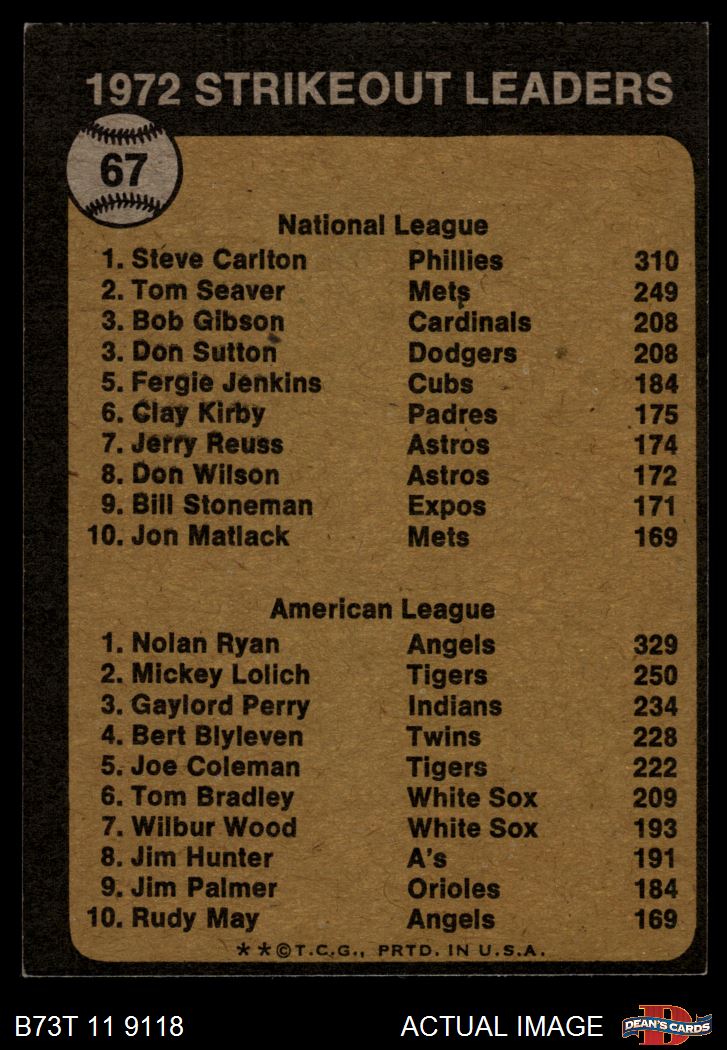 1972 STRIKEOUT LEADERS
67
National League
1. Steve Carlton Phillies 310
2. Tom Seaver Mets 249
3. Bob Gibson Cardinals 208
3. Don Sutton Dodgers 208
5. Fergie Jenkins Cubs 184
6. Clay Kirby Padres 175
7. Jerry Reuss Astros 174
8. Don Wilson Astros 172
9. Bill Stoneman Expos 171
10. Jon Matlack Mets 169
American League
1. Nolan Ryan Angels 329
2. Mickey Lolich Tigers 250
3. Gaylord Perry Indians 234
4. Bert Blyleven Twins 228
5. Joe Coleman Tigers 222
6. Tom Bradley White Sox 209
7. Wilbur Wood White Sox 193
8. Jim Hunter A's 191
9. Jim Palmer Orioles 184
10. Rudy May Angels 169
**©T.C.G., PRTD. IN U.S.A.
B73T 11 9118 ACTUAL IMAGE D DEAN'S CARDS